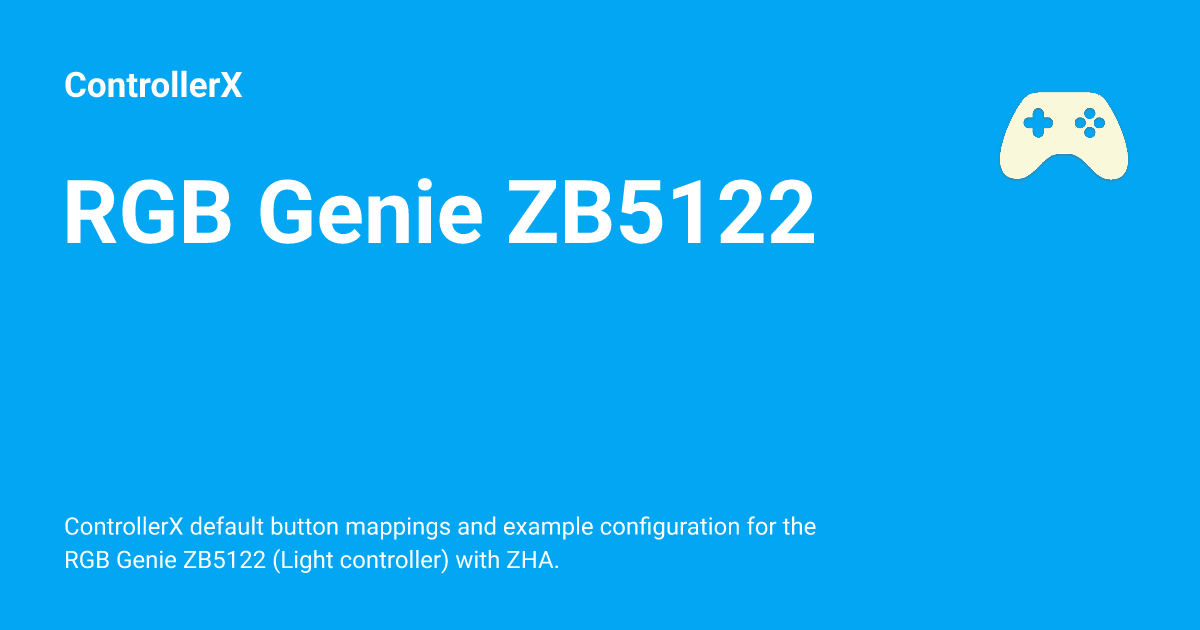 ControllerX
RGB Genie ZB5122
ControllerX default button mappings and example configuration for the
RGB Genie ZB5122 (Light controller) with ZHA.